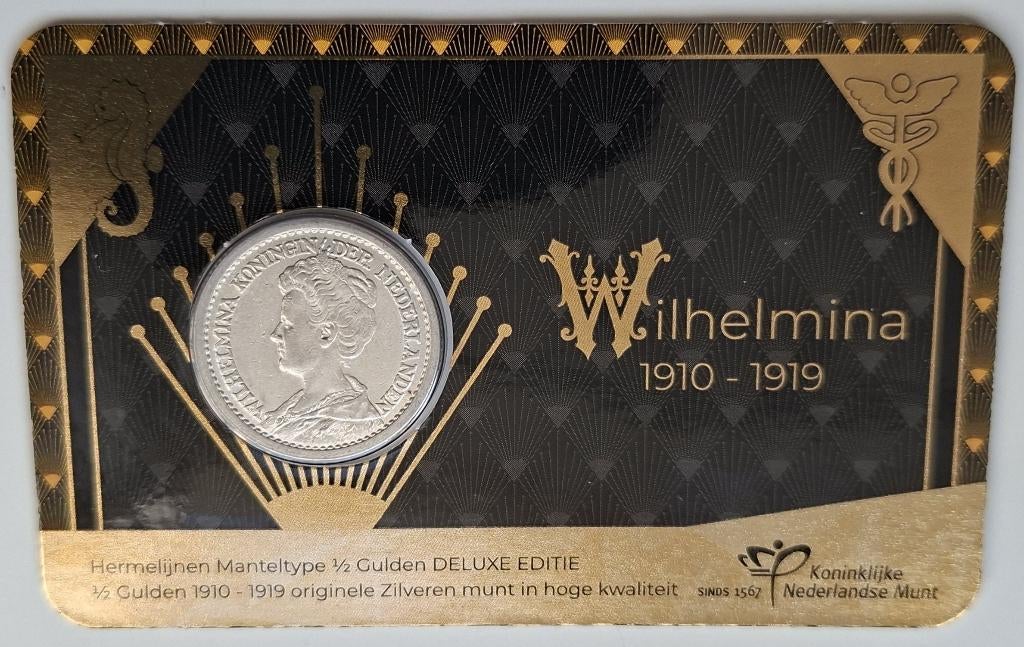 WILHELMINA KONINGIN DER NEDERLANDEN
Wilhelmina
1910 - 1919
Hermelijnen Manteltype ½ Gulden DELUXE EDITIE
½ Gulden 1910 - 1919 originele Zilveren munt in hoge kwaliteit
SINDS 1567
Koninklijke
Nederlandse Munt